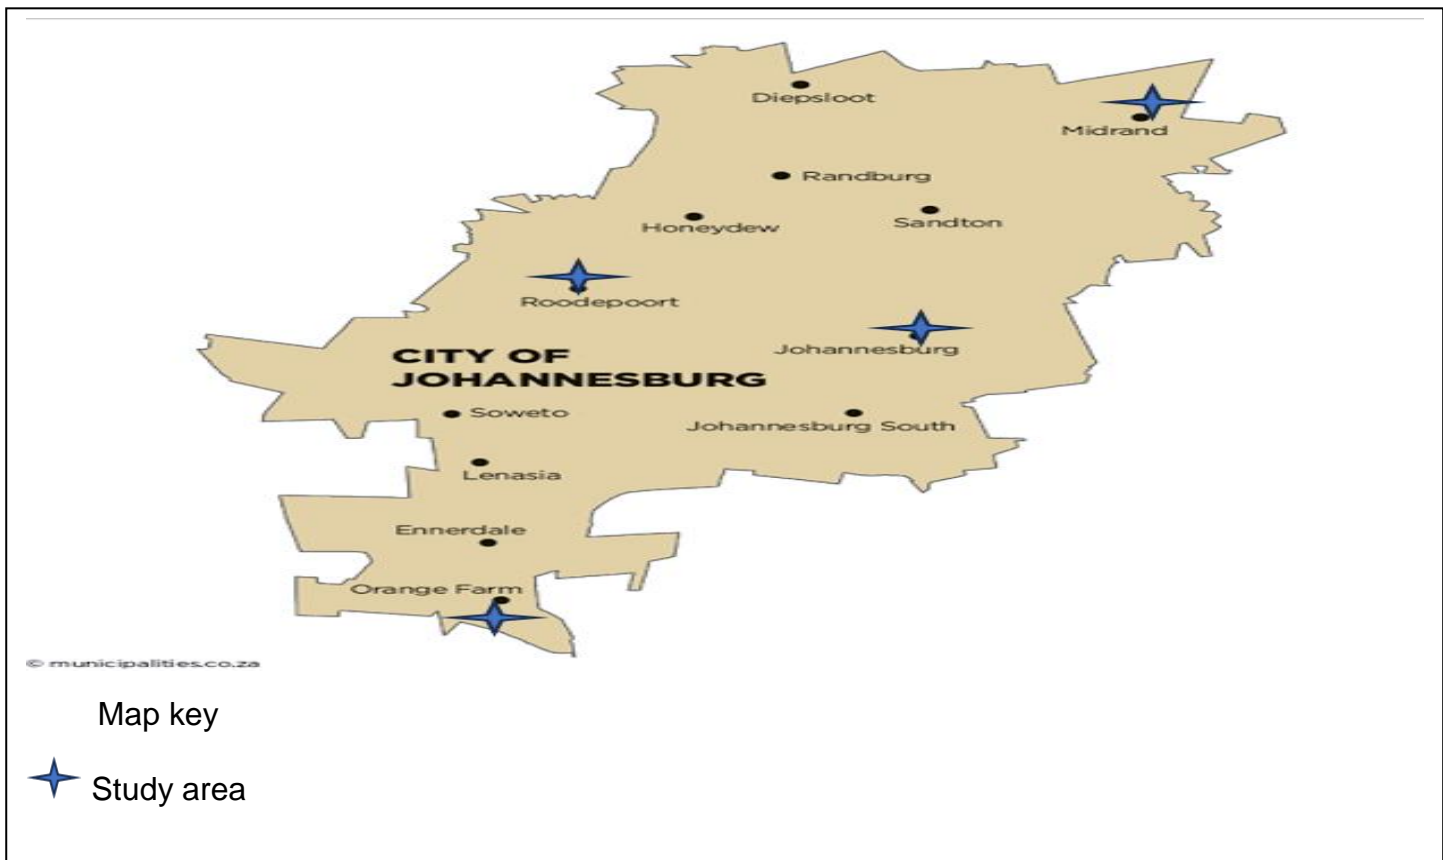 Diepsloot
Midrand
Randburg
Sandton
Honeydew
Roodepoort
Johannesburg
CITY OF
JOHANNESBURG
Soweto
Johannesburg South
Lenasia
Ennerdale
Orange Farm
© municipalities.co.za
Map key
Study area